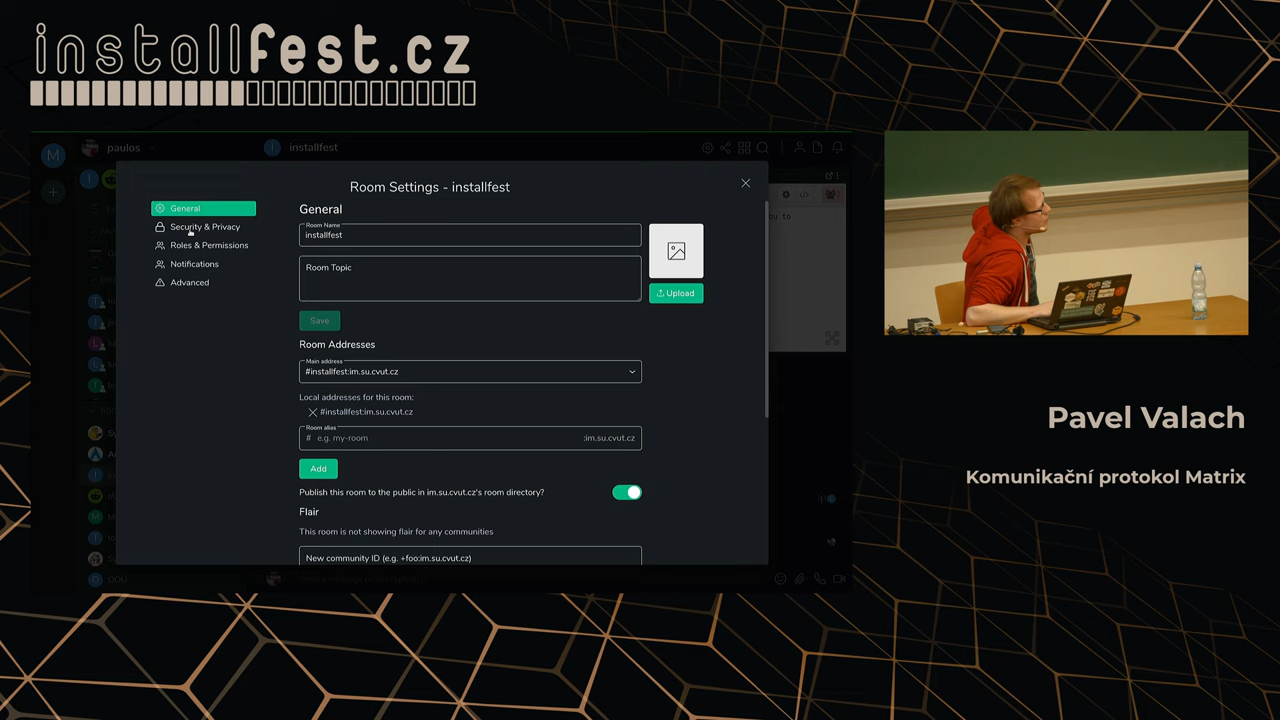 installfest.cz
paulos
installfest
Room Settings - installfest
General
Security & Privacy
Roles & Permissions
Notifications
Advanced
General
Room Name
installfest
Room Topic
Upload
Save
Room Addresses
Main address
#installfest:im.su.cvut.cz
Local addresses for this room:
#installfest:im.su.cvut.cz
Room alias
# e.g. my-room :im.su.cvut.cz
Add
Publish this room to the public in im.su.cvut.cz's room directory?
Flair
This room is not showing flair for any communities
New community ID (e.g. +foo:im.su.cvut.cz)
Pavel Valach
Komunikační protokol Matrix